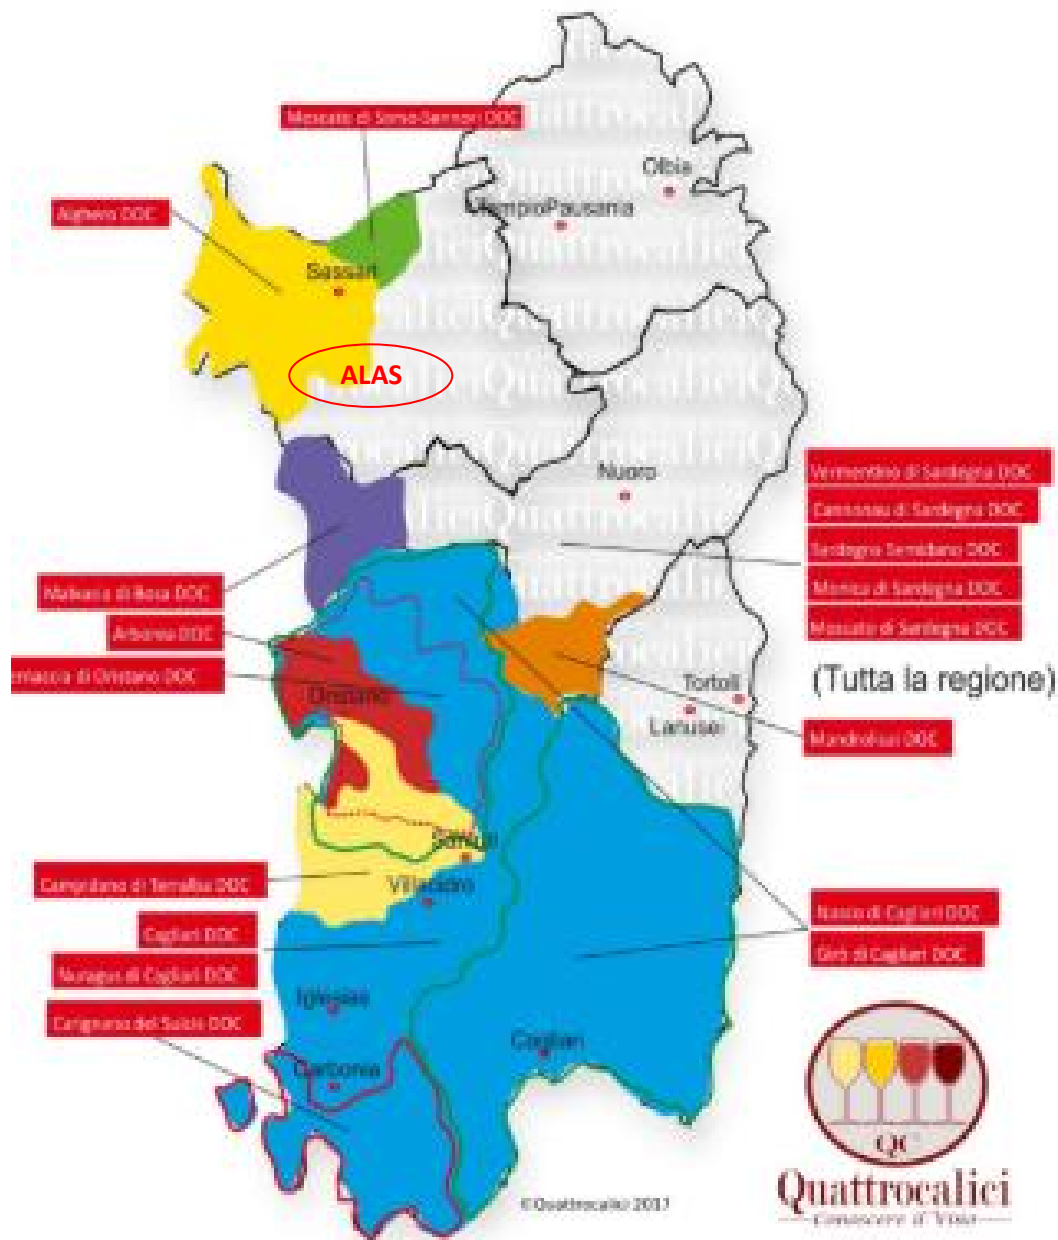 Moscato di Sorso-Sennori DOC
Olbia
TempioPausania
Alghero DOC
Sassari
ALAS
Nuoro
Vermentino di Sardegna DOC
Cannonau di Sardegna DOC
Sardegna Semidano DOC
Monica di Sardegna DOC
Moscato di Sardegna DOC
(Tutta la regione)
Malvasia di Bosa DOC
Arborea DOC
ernaccia di Oristano DOC
Oristano
Tortolì
Lanusei
Mandrolisai DOC
Sanluri
Campidano di Terralba DOC
Villacidro
Cagliari DOC
Nuragus di Cagliari DOC
Nasco di Cagliari DOC
Girò di Cagliari DOC
Iglesias
Carignano del Sulcis DOC
Carbonia
Cagliari
QC
Quattrocalici
Conoscere il Vino
©Quattrocalici 2017